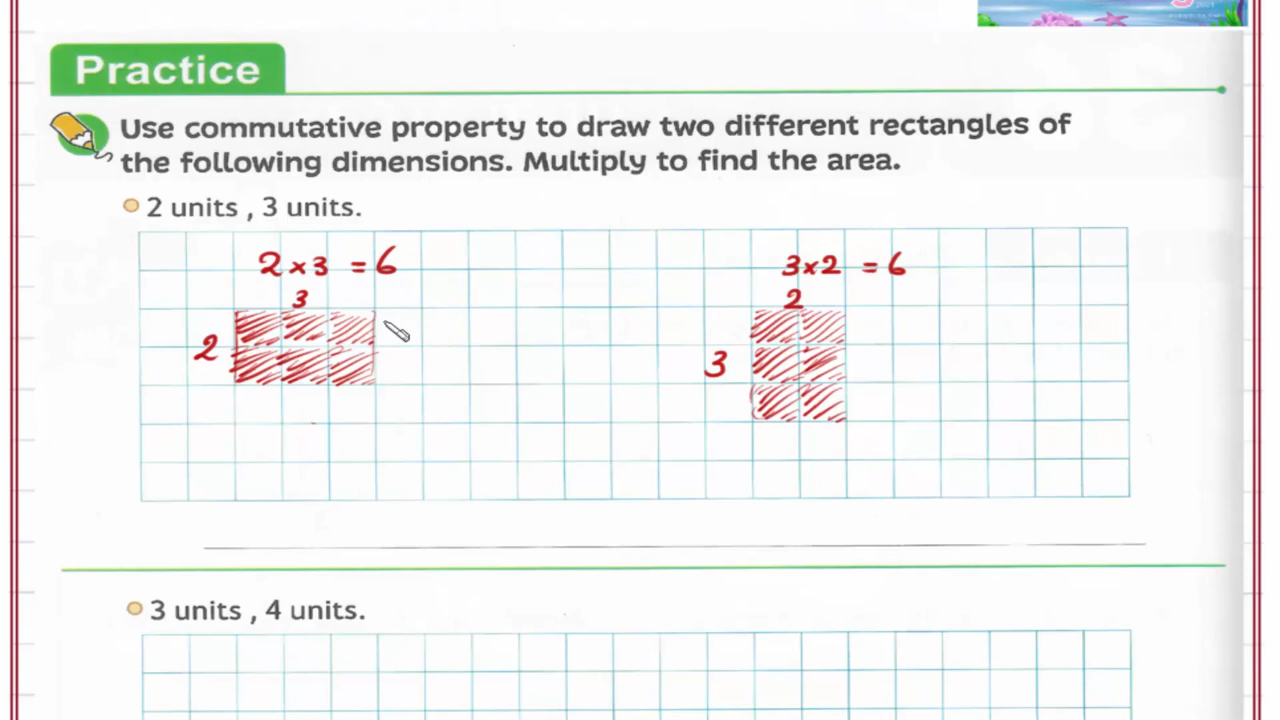 Practice
Use commutative property to draw two different rectangles of
the following dimensions. Multiply to find the area.
2 units , 3 units.
2 × 3 = 6
3×2 = 6
3
2
2
3
3 units , 4 units.